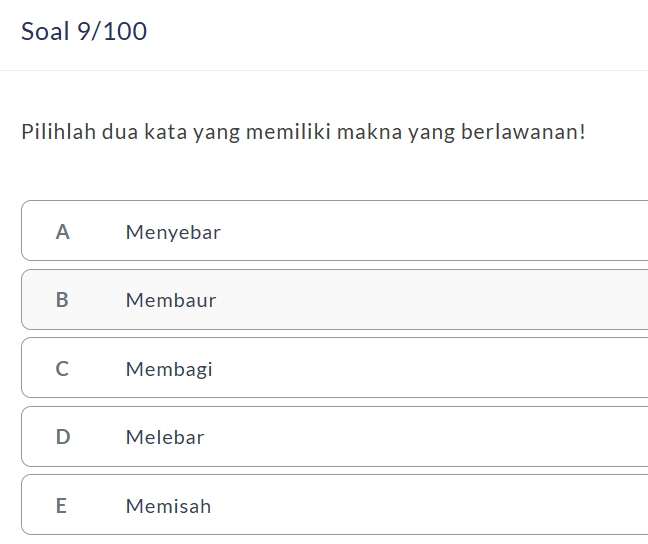 Soal 9/100
Pilihlah dua kata yang memiliki makna yang berlawanan!
A Menyebar
B Membaur
C Membagi
D Melebar
E Memisah